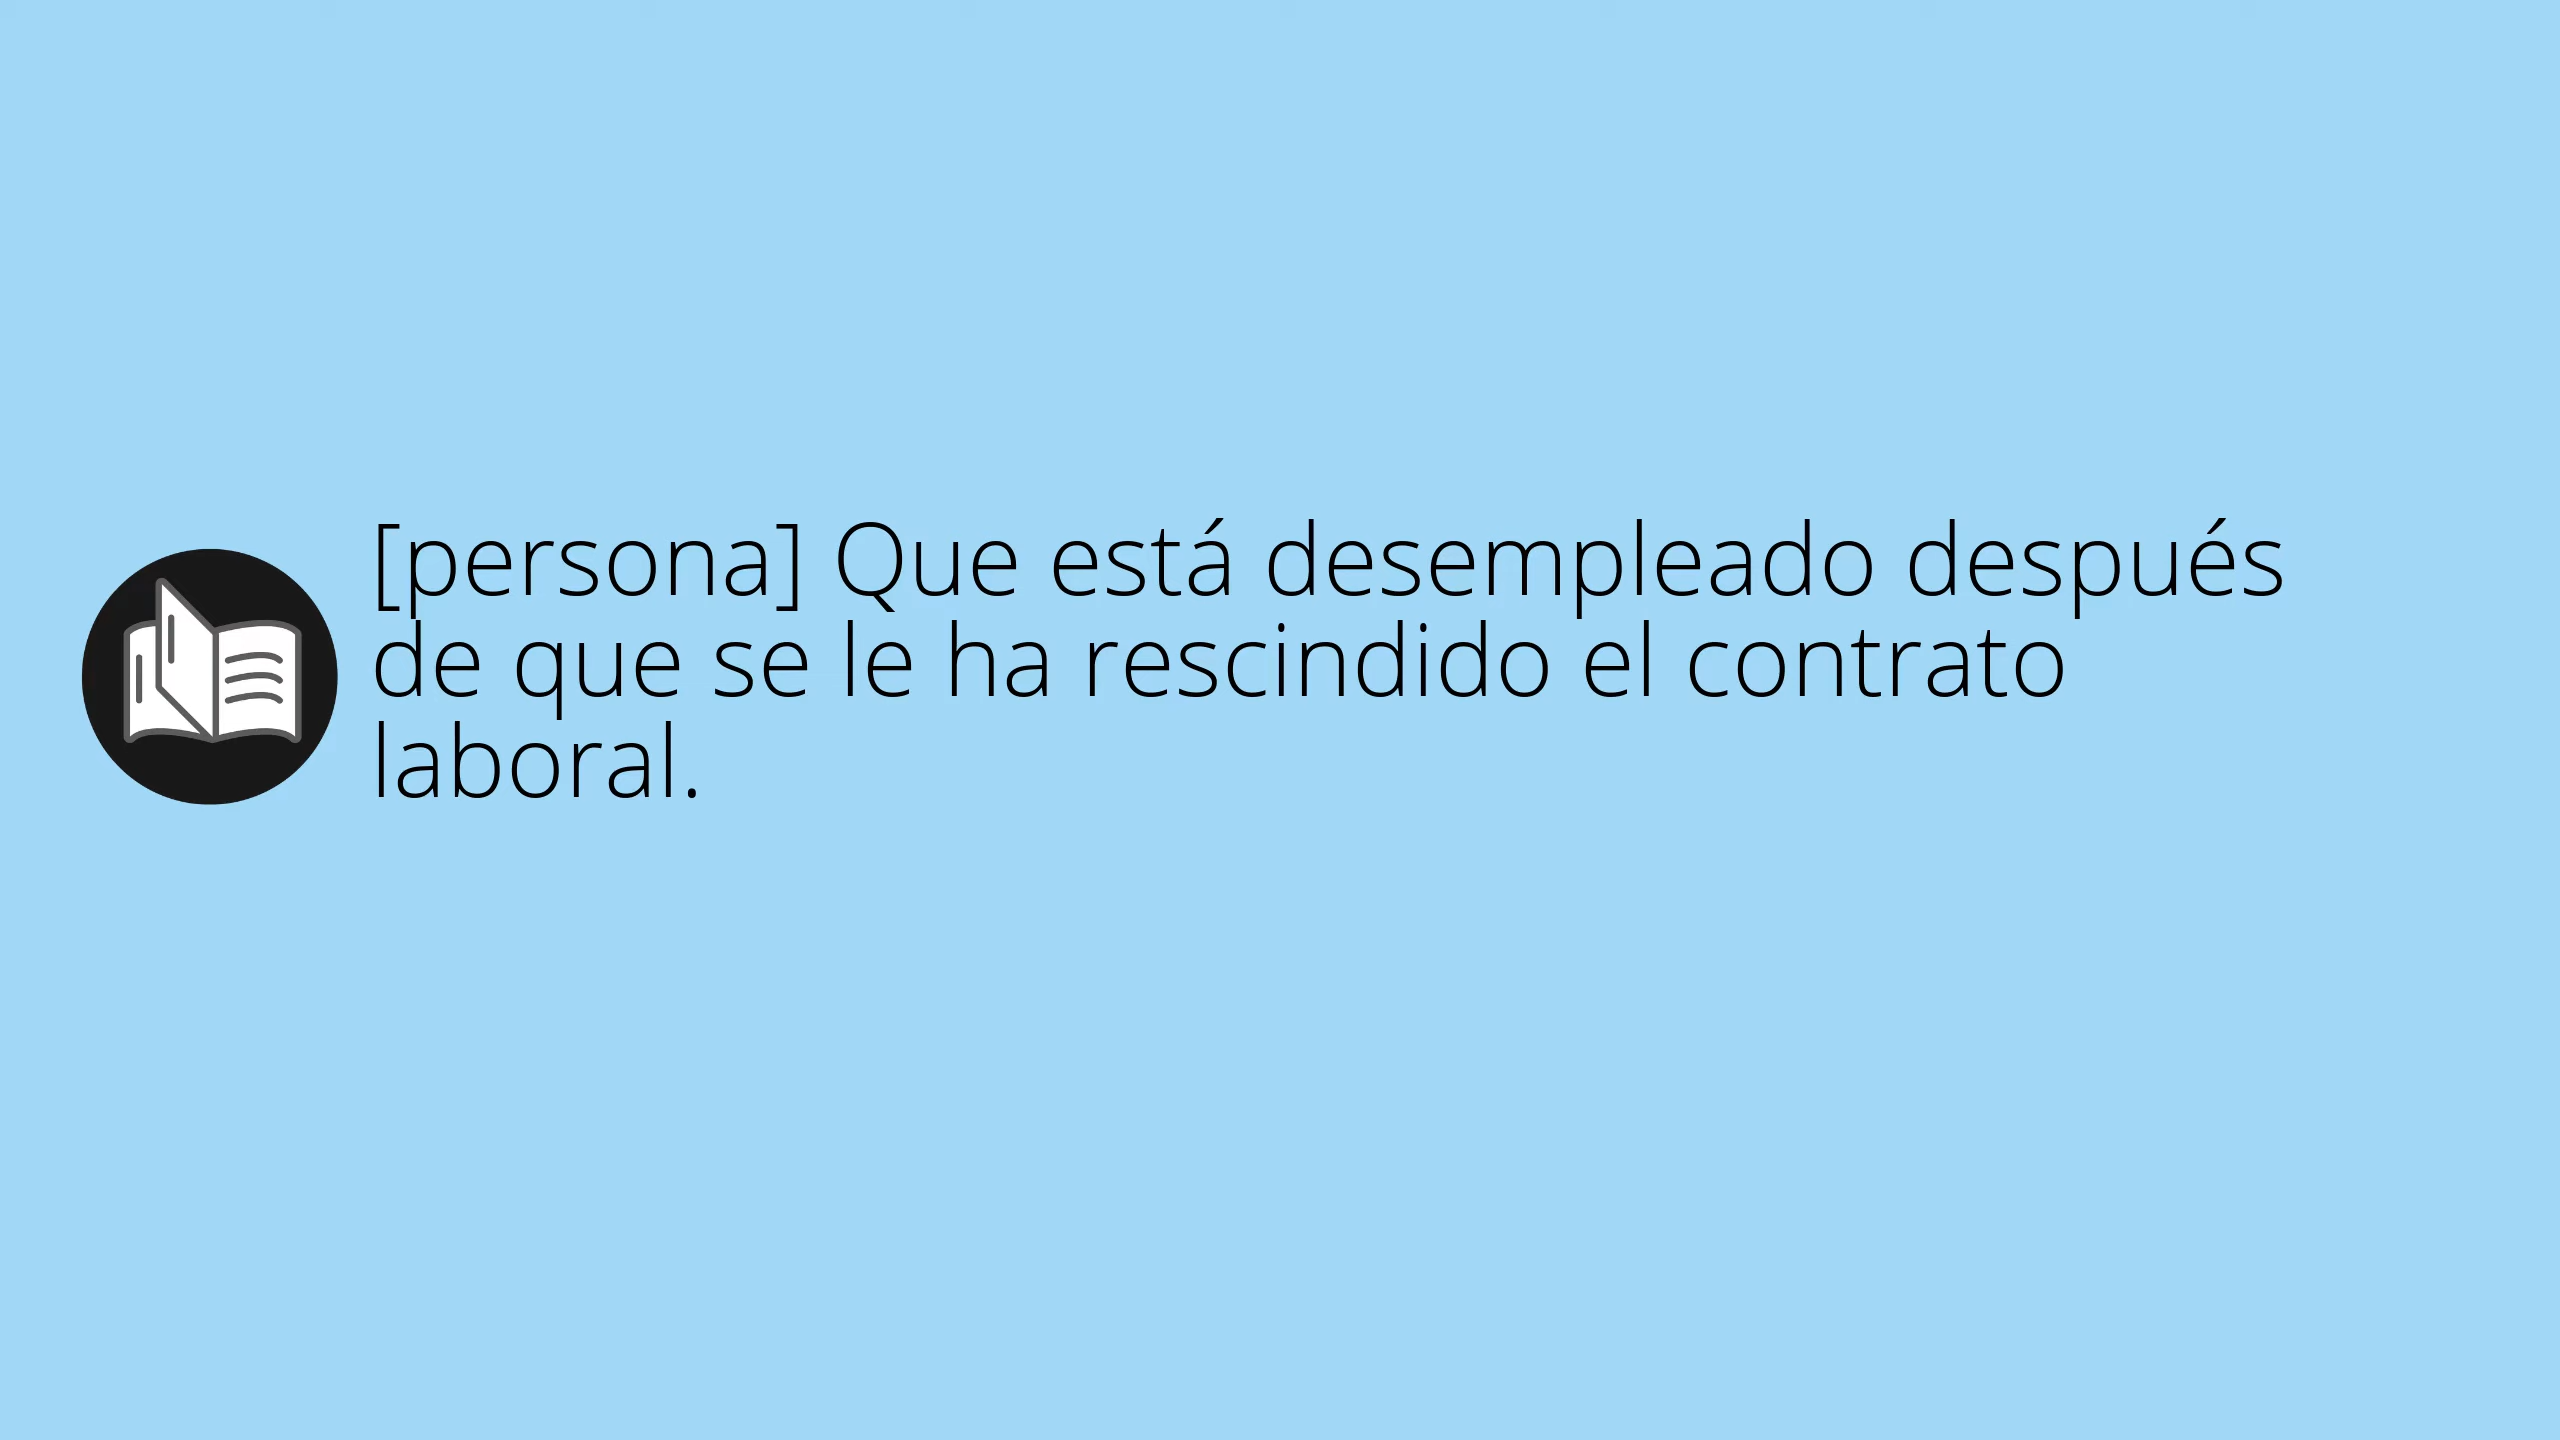 [persona] Que está desempleado después
de que se le ha rescindido el contrato
laboral.